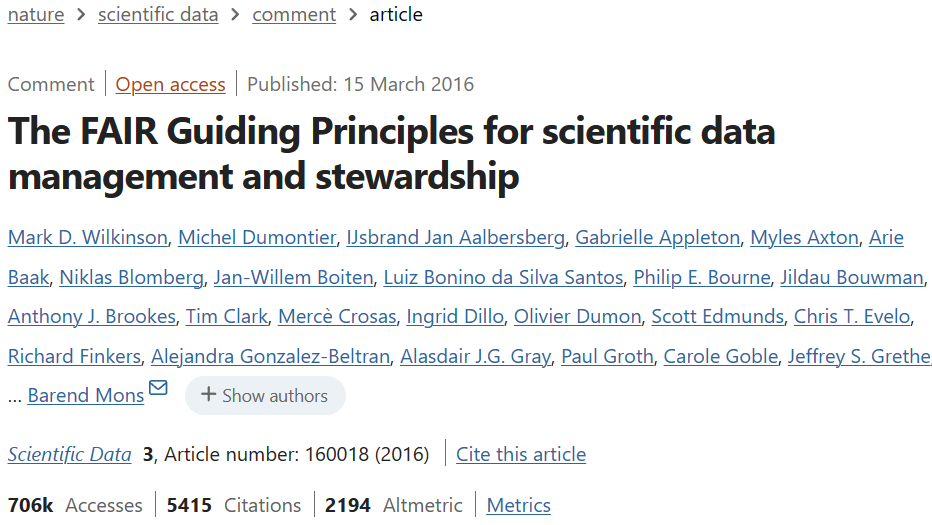 nature > scientific data > comment > article
Comment | Open access | Published: 15 March 2016
The FAIR Guiding Principles for scientific data
management and stewardship
Mark D. Wilkinson, Michel Dumontier, IJsbrand Jan Aalbersberg, Gabrielle Appleton, Myles Axton, Arie
Baak, Niklas Blomberg, Jan-Willem Boiten, Luiz Bonino da Silva Santos, Philip E. Bourne, Jildau Bouwman,
Anthony J. Brookes, Tim Clark, Mercè Crosas, Ingrid Dillo, Olivier Dumon, Scott Edmunds, Chris T. Evelo,
Richard Finkers, Alejandra Gonzalez-Beltran, Alasdair J.G. Gray, Paul Groth, Carole Goble, Jeffrey S. Grethe
... Barend Mons + Show authors
Scientific Data 3, Article number: 160018 (2016) | Cite this article
706k Accesses | 5415 Citations | 2194 Altmetric | Metrics